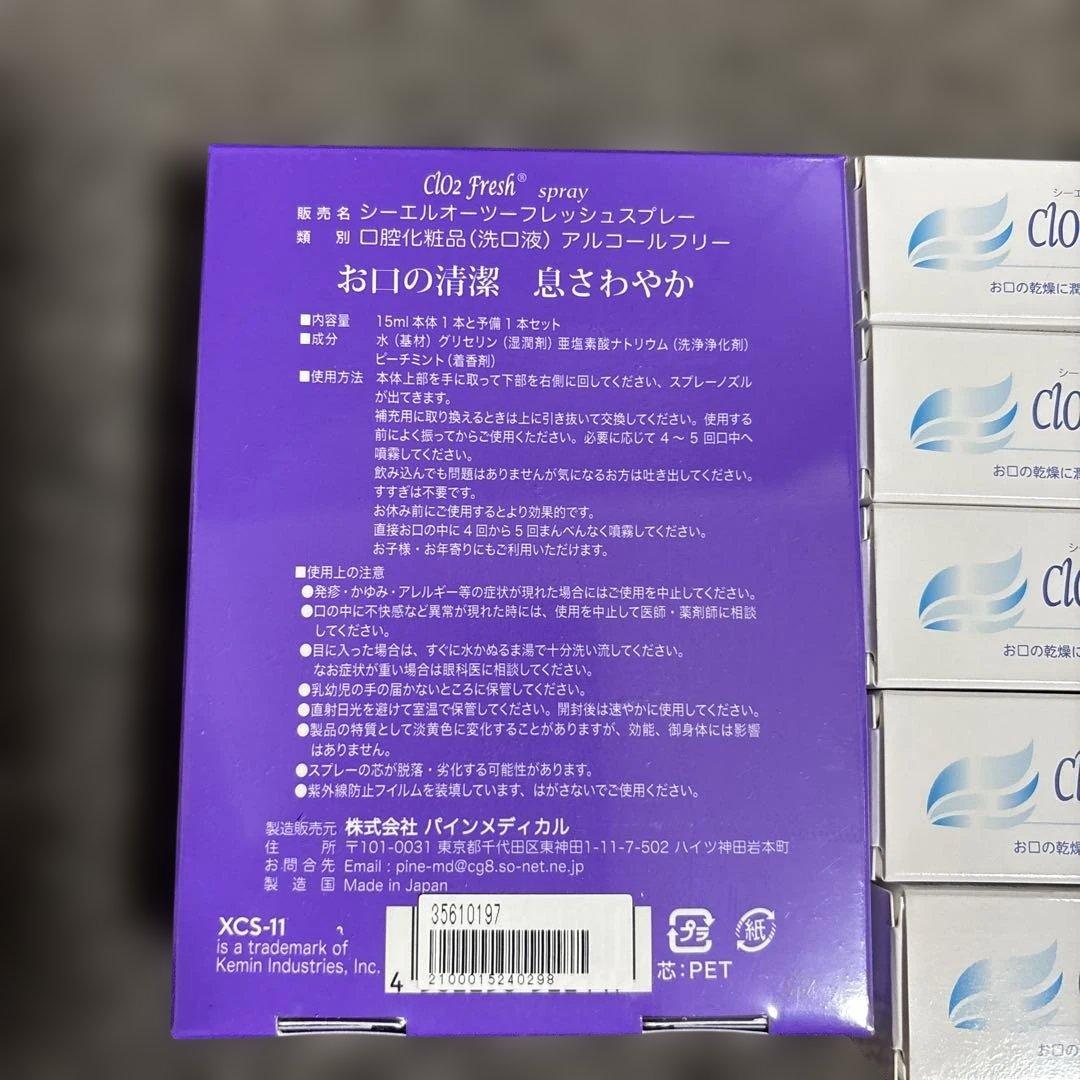 ClO2 Fresh® spray
販売名 シーエルオーツーフレッシュスプレー
類別 口腔化粧品(洗口液) アルコールフリー
お口の清潔 息さわやか
■内容量 15ml 本体1本と予備1本セット
■成分 水(基材)グリセリン(湿潤剤)亜塩素酸ナトリウム(洗浄浄化剤)
ピーチミント(着香剤)
■使用方法 本体上部を手に取って下部を右側に回してください、スプレーノズル
が出てきます。
補充用に取り換えるときは上に引き抜いて交換してください。使用する
前によく振ってからご使用ください。必要に応じて4〜5回口中へ
噴霧してください。
飲み込んでも問題はありませんが気になるお方は吐き出してください。
すすぎは不要です。
お休み前にご使用するとより効果的です。
直接お口の中に4回から5回まんべんなく噴霧してください。
お子様・お年寄りにもご利用いただけます。
■使用上の注意
●発疹・かゆみ・アレルギー等の症状が現れた場合にはご使用を中止してください。
●口の中に不快感など異常が現れた時には、使用を中止して医師・薬剤師に相談
してください。
●目に入った場合は、すぐに水かぬるま湯で十分洗い流してください。
なお症状が重い場合は眼科医に相談してください。
●乳幼児の手の届かないところに保管してください。
●直射日光を避けて室温で保管してください。開封後は速やかに使用してください。
●製品の特質として淡黄色に変化することがありますが、効能、御身体には影響
はありません。
●スプレーの芯が脱落・劣化する可能性があります。
●紫外線防止フイルムを装填しています、はがさないでご使用ください。
製造販売元 株式会社 パインメディカル
住所 〒101-0031 東京都千代田区東神田1-11-7-502 ハイツ神田岩本町
お問合先 Email : pine-md@cg8.so-net.ne.jp
製造国 Made in Japan
XCS-11
is a trademark of
Kemin Industries, Inc.
35610197
2100015240298
4
プラ
紙
芯:PET
シーエ
ClO
お口の乾燥に潤
シーエ
ClO
お口の乾燥に潤
シ
ClO
お口の乾燥に
Cl
お口の乾燥
お口の